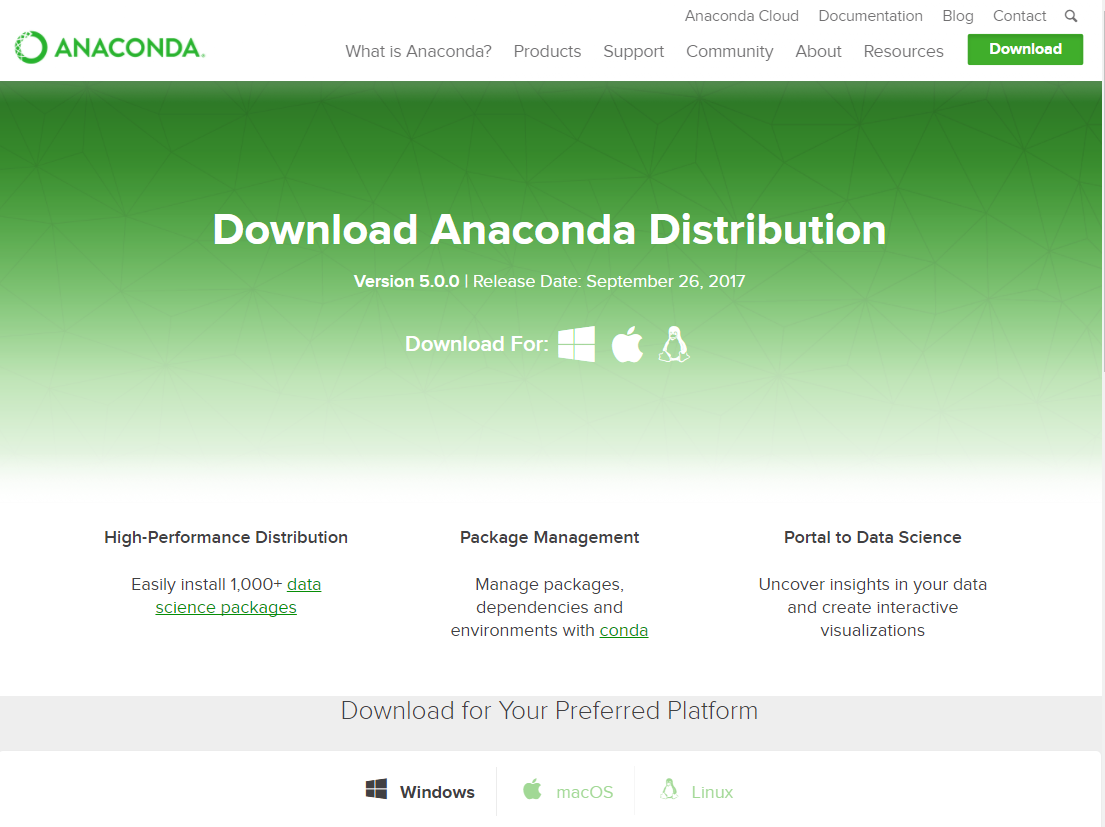 Anaconda Cloud Documentation Blog Contact
ANACONDA.
What is Anaconda? Products Support Community About Resources Download
Download Anaconda Distribution
Version 5.0.0 | Release Date: September 26, 2017
Download For:
High-Performance Distribution
Easily install 1,000+ data
science packages
Package Management
Manage packages,
dependencies and
environments with conda
Portal to Data Science
Uncover insights in your data
and create interactive
visualizations
Download for Your Preferred Platform
Windows macOS Linux